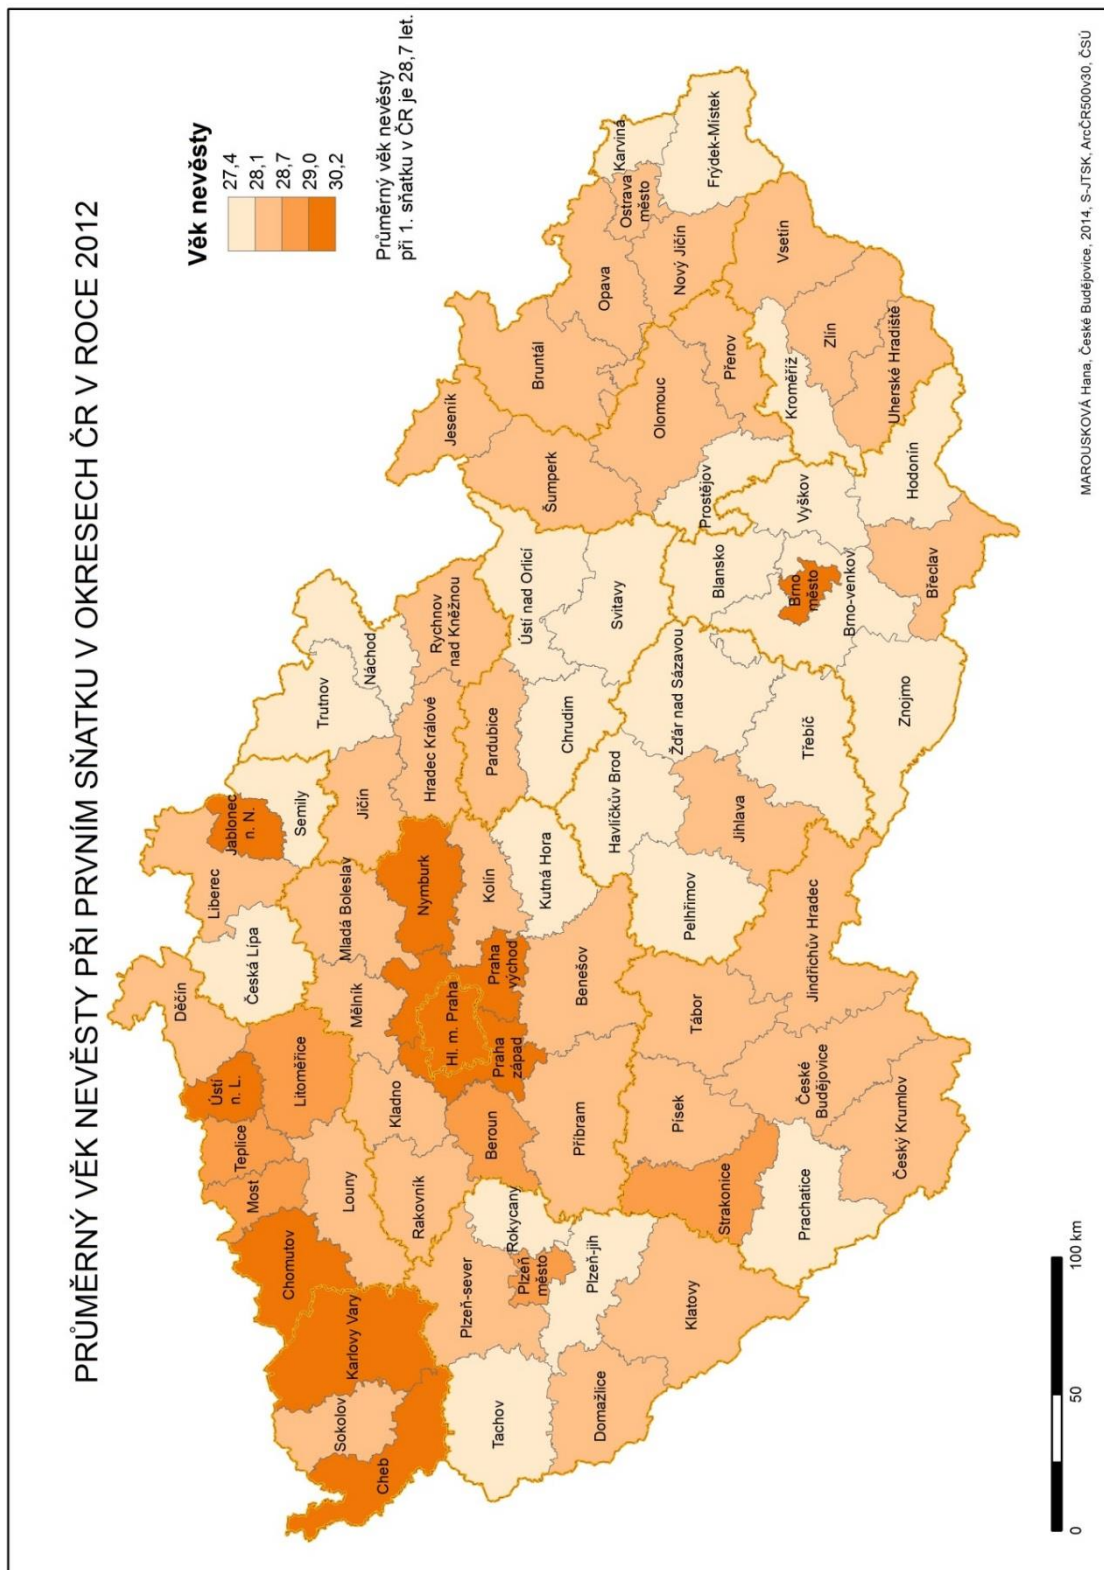 PRŮMĚRNÝ VĚK NEVĚSTY PŘI PRVNÍM SŇATKU V OKRESECH ČR V ROCE 2012
Věk nevěsty
27,4
28,1
28,7
29,0
30,2
Průměrný věk nevěsty
při 1. sňatku v ČR je 28,7 let.
Děčín
Liberec
Jablonec
n. N.
Ústí
n. L.
Česká Lípa
Semily
Teplice
Litoměřice
Trutnov
Most
Mladá Boleslav
Jičín
Náchod
Chomutov
Louny
Mělník
Sokolov
Karlovy Vary
Kladno
Nymburk
Hradec Králové
Rychnov
nad Kněžnou
Jeseník
Cheb
Rakovník
Hl. m. Praha
Praha
východ
Praha
západ
Kolín
Pardubice
Ústí nad Orlicí
Šumperk
Bruntál
Tachov
Plzeň-sever
Plzeň
město
Rokycany
Beroun
Kutná Hora
Chrudim
Svitavy
Opava
Ostrava
město
Karviná
Domažlice
Plzeň-jih
Příbram
Benešov
Havlíčkův Brod
Žďár nad Sázavou
Olomouc
Nový Jičín
Frýdek-Místek
Klatovy
Strakonice
Písek
Tábor
Pelhřimov
Jihlava
Blansko
Prostějov
Přerov
Vsetín
Prachatice
České
Budějovice
Jindřichův Hradec
Třebíč
Brno
město
Brno-venkov
Vyškov
Kroměříž
Zlín
Český Krumlov
Znojmo
Břeclav
Hodonín
Uherské Hradiště
0
50
100 km
MAROUSKOVÁ Hana, České Budějovice, 2014, S-JTSK, ArcČR500v30, ČSÚ